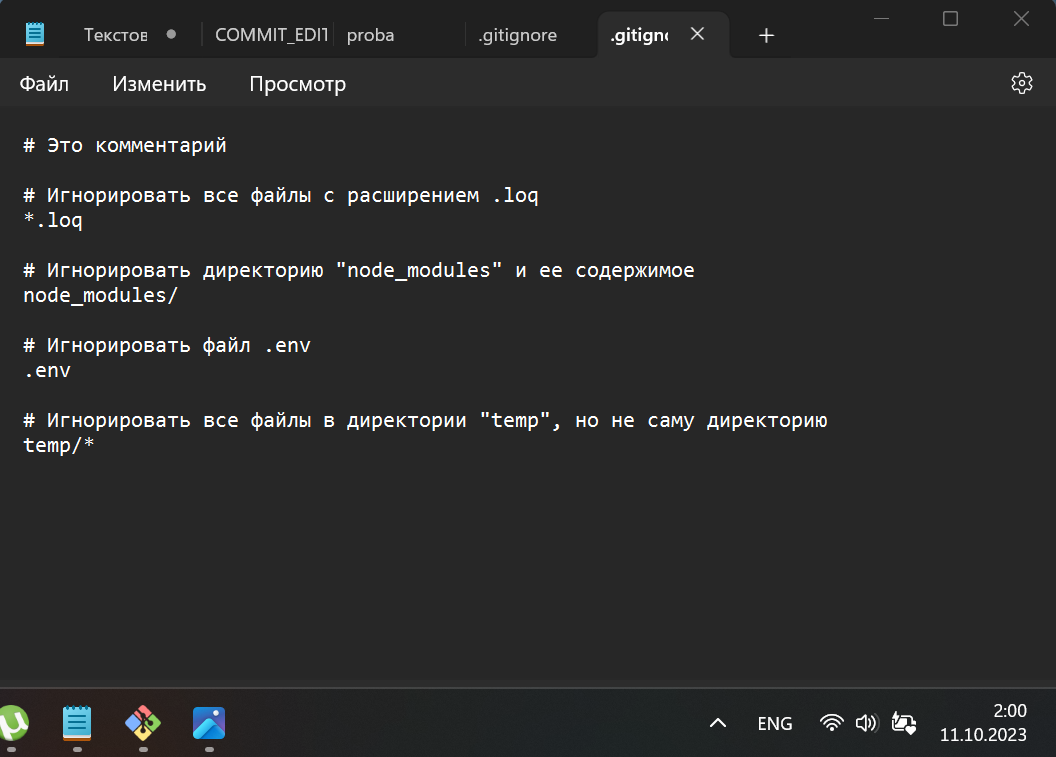 Текстов
COMMIT_EDIT
proba
.gitignore
.gitigno
Файл
Изменить
Просмотр
# Это комментарий
# Игнорировать все файлы с расширением .loq
*.loq
# Игнорировать директорию "node_modules" и ее содержимое
node_modules/
# Игнорировать файл .env
.env
# Игнорировать все файлы в директории "temp", но не саму директорию
temp/*
ENG
2:00
11.10.2023